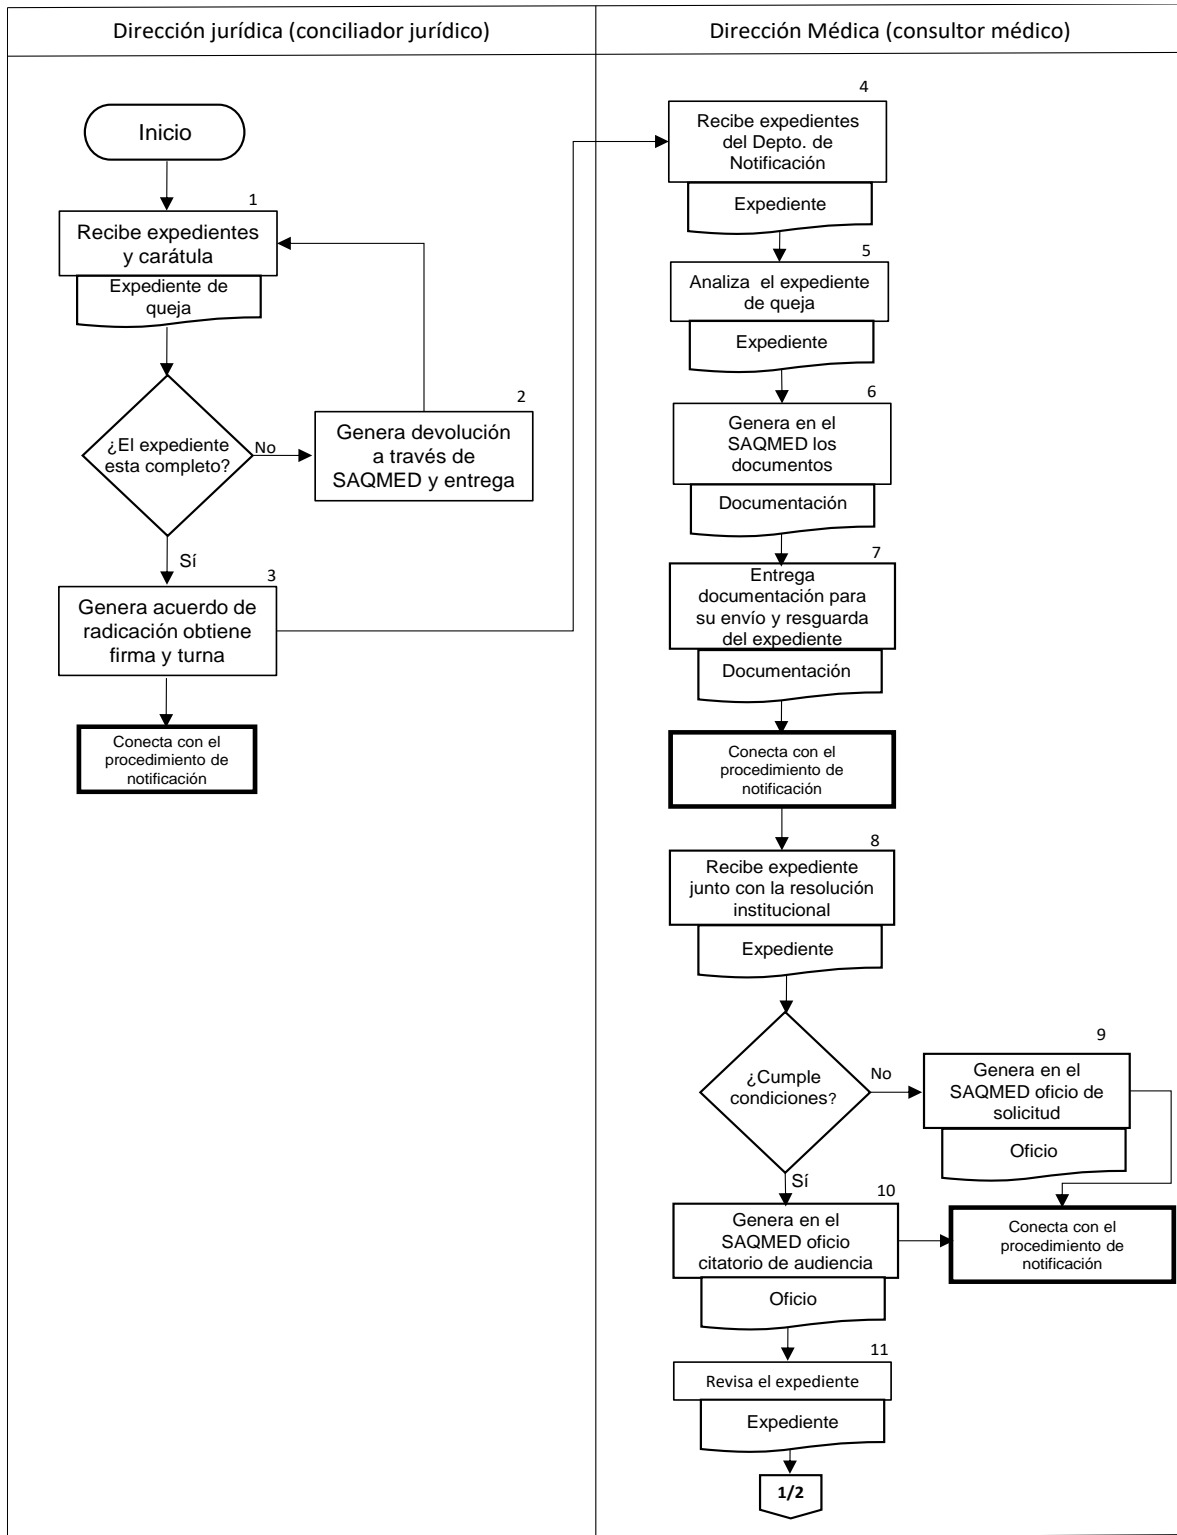 Dirección jurídica (conciliador jurídico)
Dirección Médica (consultor médico)
Inicio
1
Recibe expedientes
y carátula
Expediente de
queja
¿El expediente
esta completo?
No
2
Genera devolución
a través de
SAQMED y entrega
Sí
3
Genera acuerdo de
radicación obtiene
firma y turna
Conecta con el
procedimiento de
notificación
4
Recibe expedientes
del Depto. de
Notificación
Expediente
5
Analiza el expediente
de queja
Expediente
6
Genera en el
SAQMED los
documentos
Documentación
7
Entrega
documentación para
su envío y resguarda
del expediente
Documentación
Conecta con el
procedimiento de
notificación
8
Recibe expediente
junto con la resolución
institucional
Expediente
¿Cumple
condiciones?
No
9
Genera en el
SAQMED oficio de
solicitud
Oficio
Sí
10
Genera en el
SAQMED oficio
citatorio de audiencia
Oficio
Conecta con el
procedimiento de
notificación
11
Revisa el expediente
Expediente
1/2